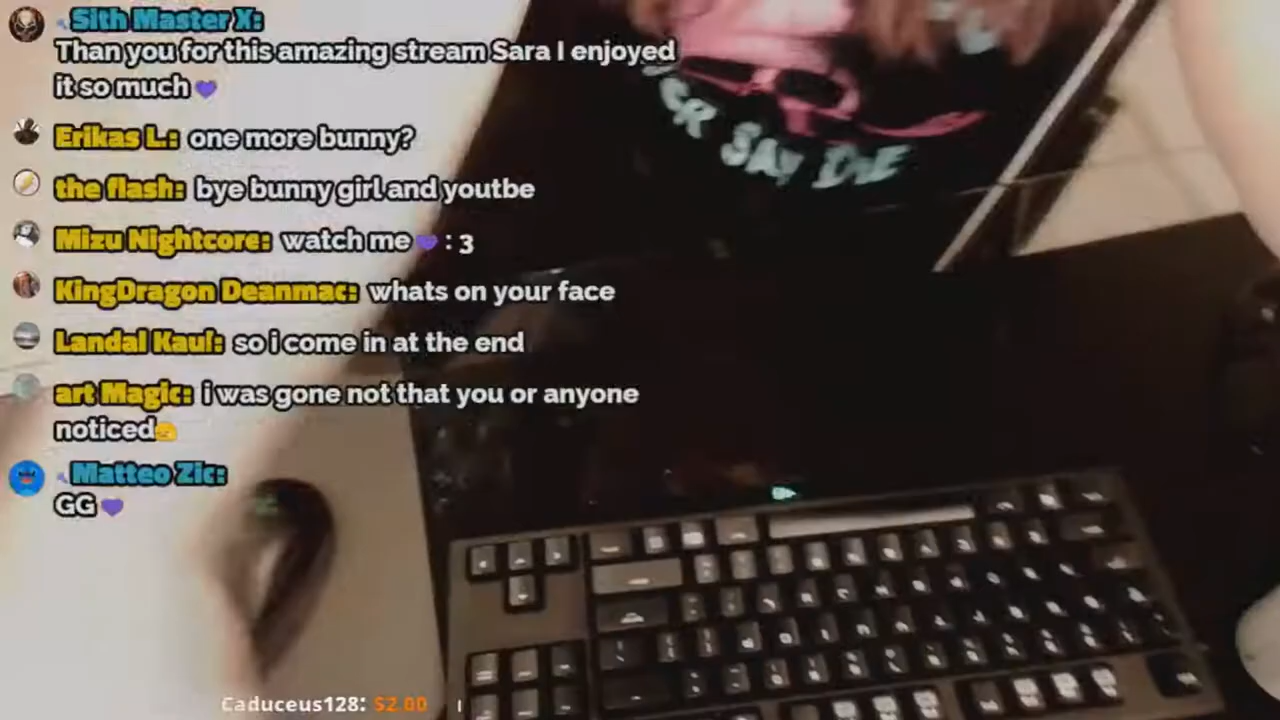 Sith Master X:
Than you for this amazing stream Sara I enjoyed
it so much 💜
Erikas L.: one more bunny?
the flash: bye bunny girl and youtbe
Mizu Nightcore: watch me 💜 : 3
KingDragon Deanmac: whats on your face
Landal Kauf: so i come in at the end
art Magic: i was gone not that you or anyone
noticed
Matteo Zic:
GG 💜
SAY DIE
Caduceus128: $2.00